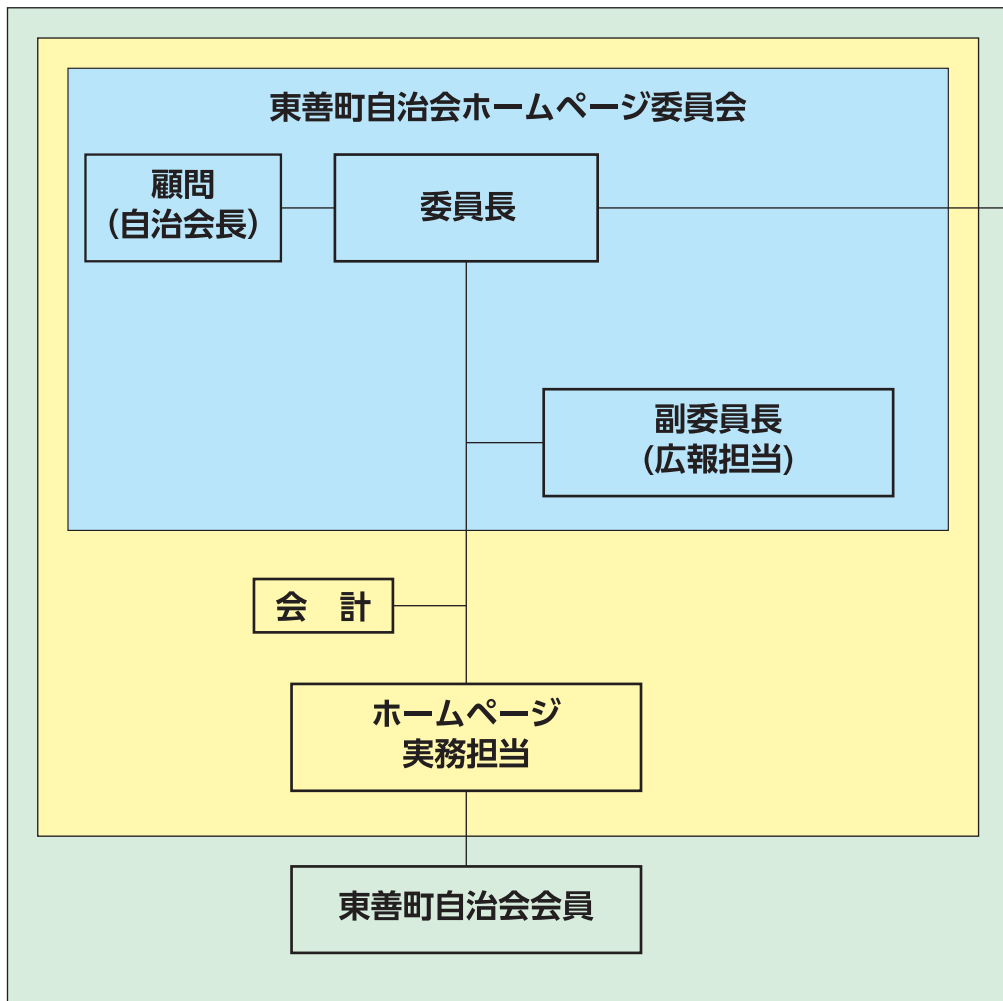 東善町自治会ホームページ委員会
顧問
(自治会長)
委員長
副委員長
(広報担当)
会　計
ホームページ
実務担当
東善町自治会会員